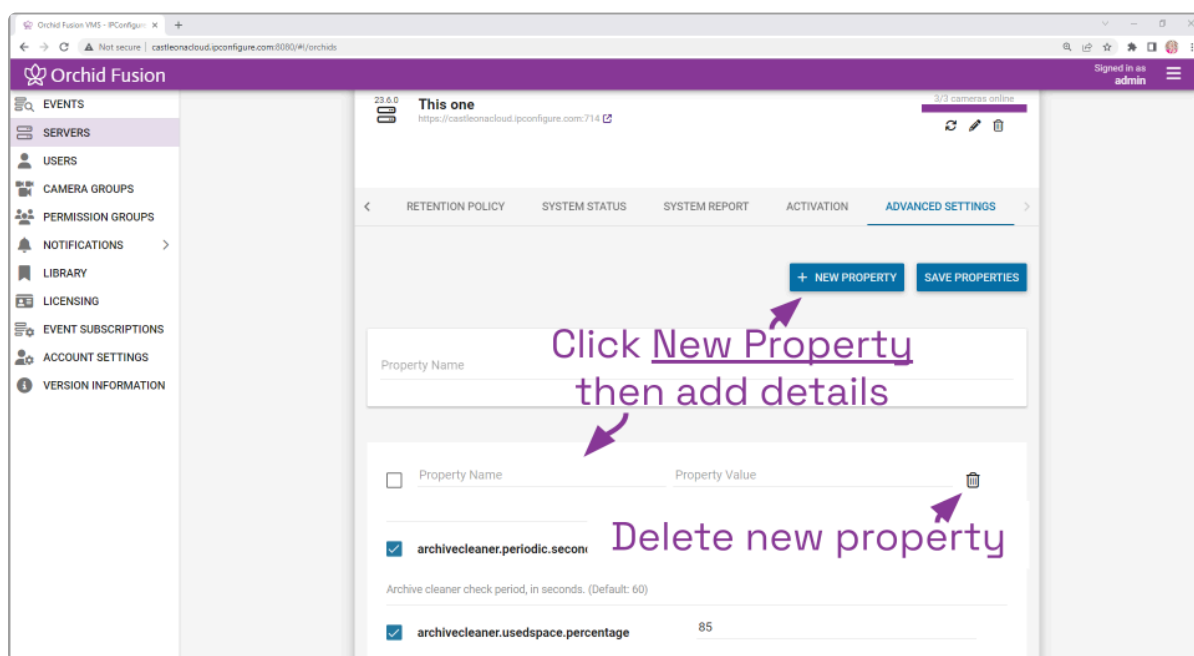 Orchid Fusion VMS - IPConfigure
Not secure | castleonacloud.ipconfigure.com:8080/#!/orchids
Orchid Fusion
Signed in as
admin
EVENTS
SERVERS
USERS
CAMERA GROUPS
PERMISSION GROUPS
NOTIFICATIONS
LIBRARY
LICENSING
EVENT SUBSCRIPTIONS
ACCOUNT SETTINGS
VERSION INFORMATION
23.6.0
This one
https://castleonacloud.ipconfigure.com:714
3/3 cameras online
RETENTION POLICY SYSTEM STATUS SYSTEM REPORT ACTIVATION ADVANCED SETTINGS
+ NEW PROPERTY SAVE PROPERTIES
Click New Property
Property Name
then add details
Property Name Property Value
Delete new property
archivecleaner.periodic.secon
Archive cleaner check period, in seconds. (Default: 60)
archivecleaner.usedspace.percentage 85